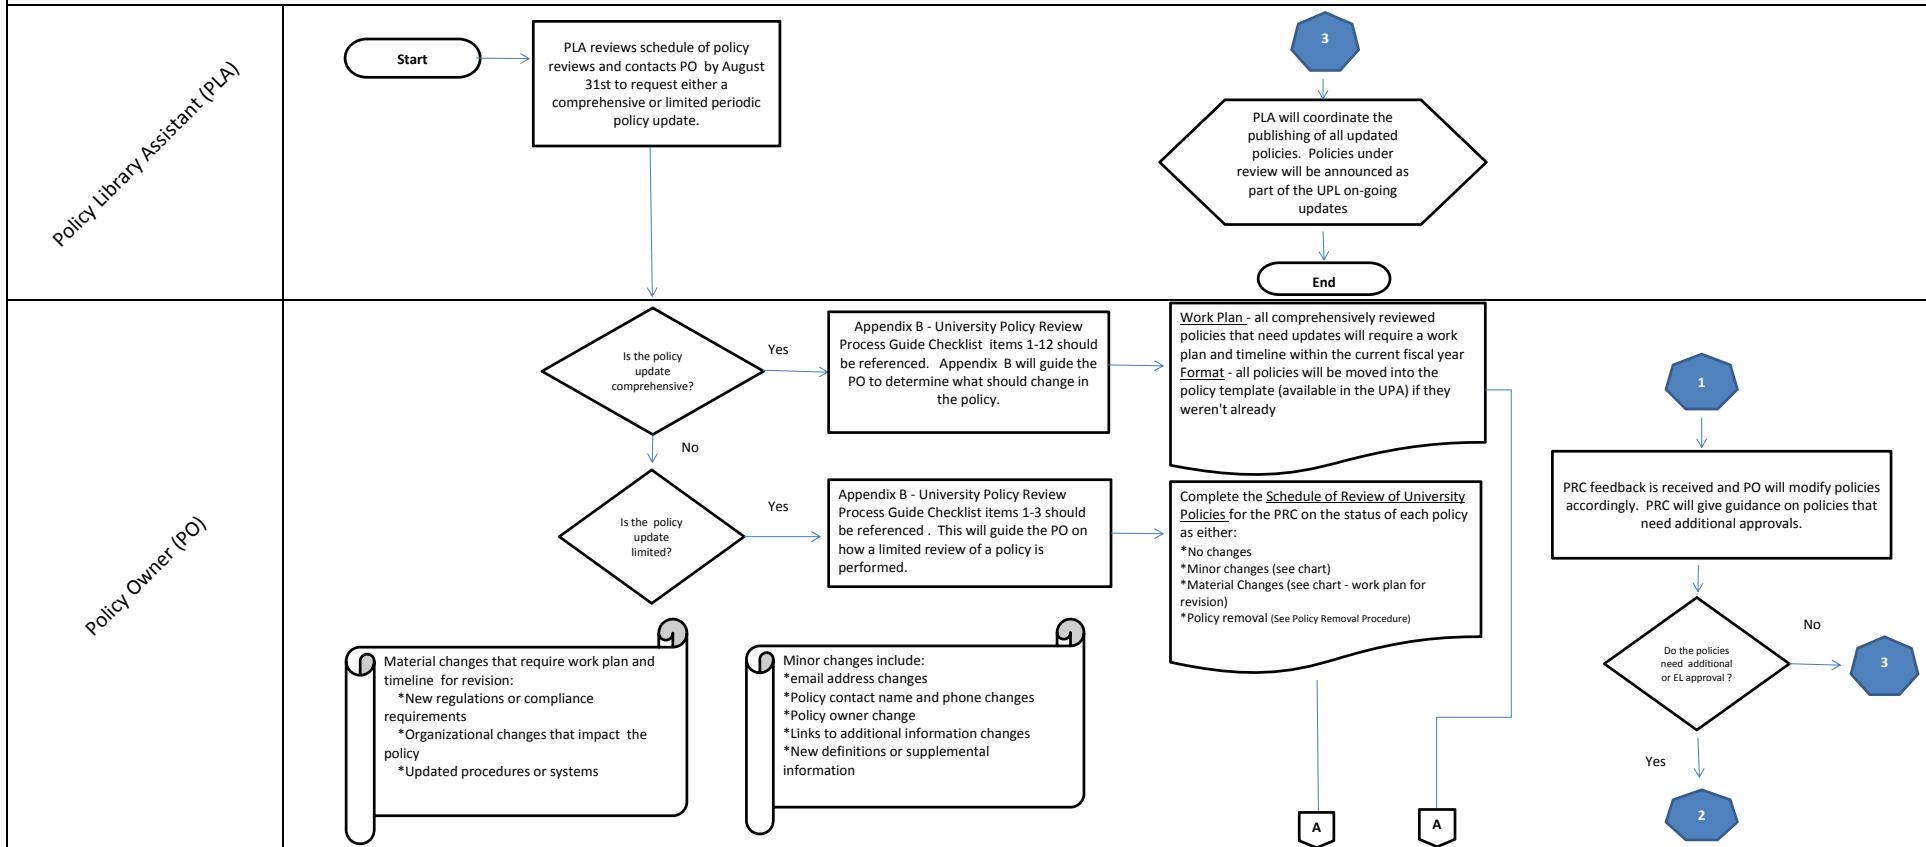 Policy Library Assistant (PLA)
Start
PLA reviews schedule of policy
reviews and contacts PO by August
31st to request either a
comprehensive or limited periodic
policy update.
3
PLA will coordinate the
publishing of all updated
policies. Policies under
review will be announced as
part of the UPL on-going
updates
End
Policy Owner (PO)
Is the policy
update
comprehensive?
Yes
No
Appendix B - University Policy Review
Process Guide Checklist items 1-12 should
be referenced. Appendix B will guide the
PO to determine what should change in
the policy.
Work Plan - all comprehensively reviewed
policies that need updates will require a work
plan and timeline within the current fiscal year
Format - all policies will be moved into the
policy template (available in the UPA) if they
weren't already
Is the policy
update
limited?
Yes
Appendix B - University Policy Review
Process Guide Checklist items 1-3 should
be referenced . This will guide the PO on
how a limited review of a policy is
performed.
Complete the Schedule of Review of University
Policies for the PRC on the status of each policy
as either:
*No changes
*Minor changes (see chart)
*Material Changes (see chart - work plan for
revision)
*Policy removal (See Policy Removal Procedure)
Material changes that require work plan and
timeline for revision:
*New regulations or compliance
requirements
*Organizational changes that impact the
policy
*Updated procedures or systems
Minor changes include:
*email address changes
*Policy contact name and phone changes
*Policy owner change
*Links to additional information changes
*New definitions or supplemental
information
A
A
1
PRC feedback is received and PO will modify policies
accordingly. PRC will give guidance on policies that
need additional approvals.
Do the policies
need additional
or EL approval ?
No
3
Yes
2